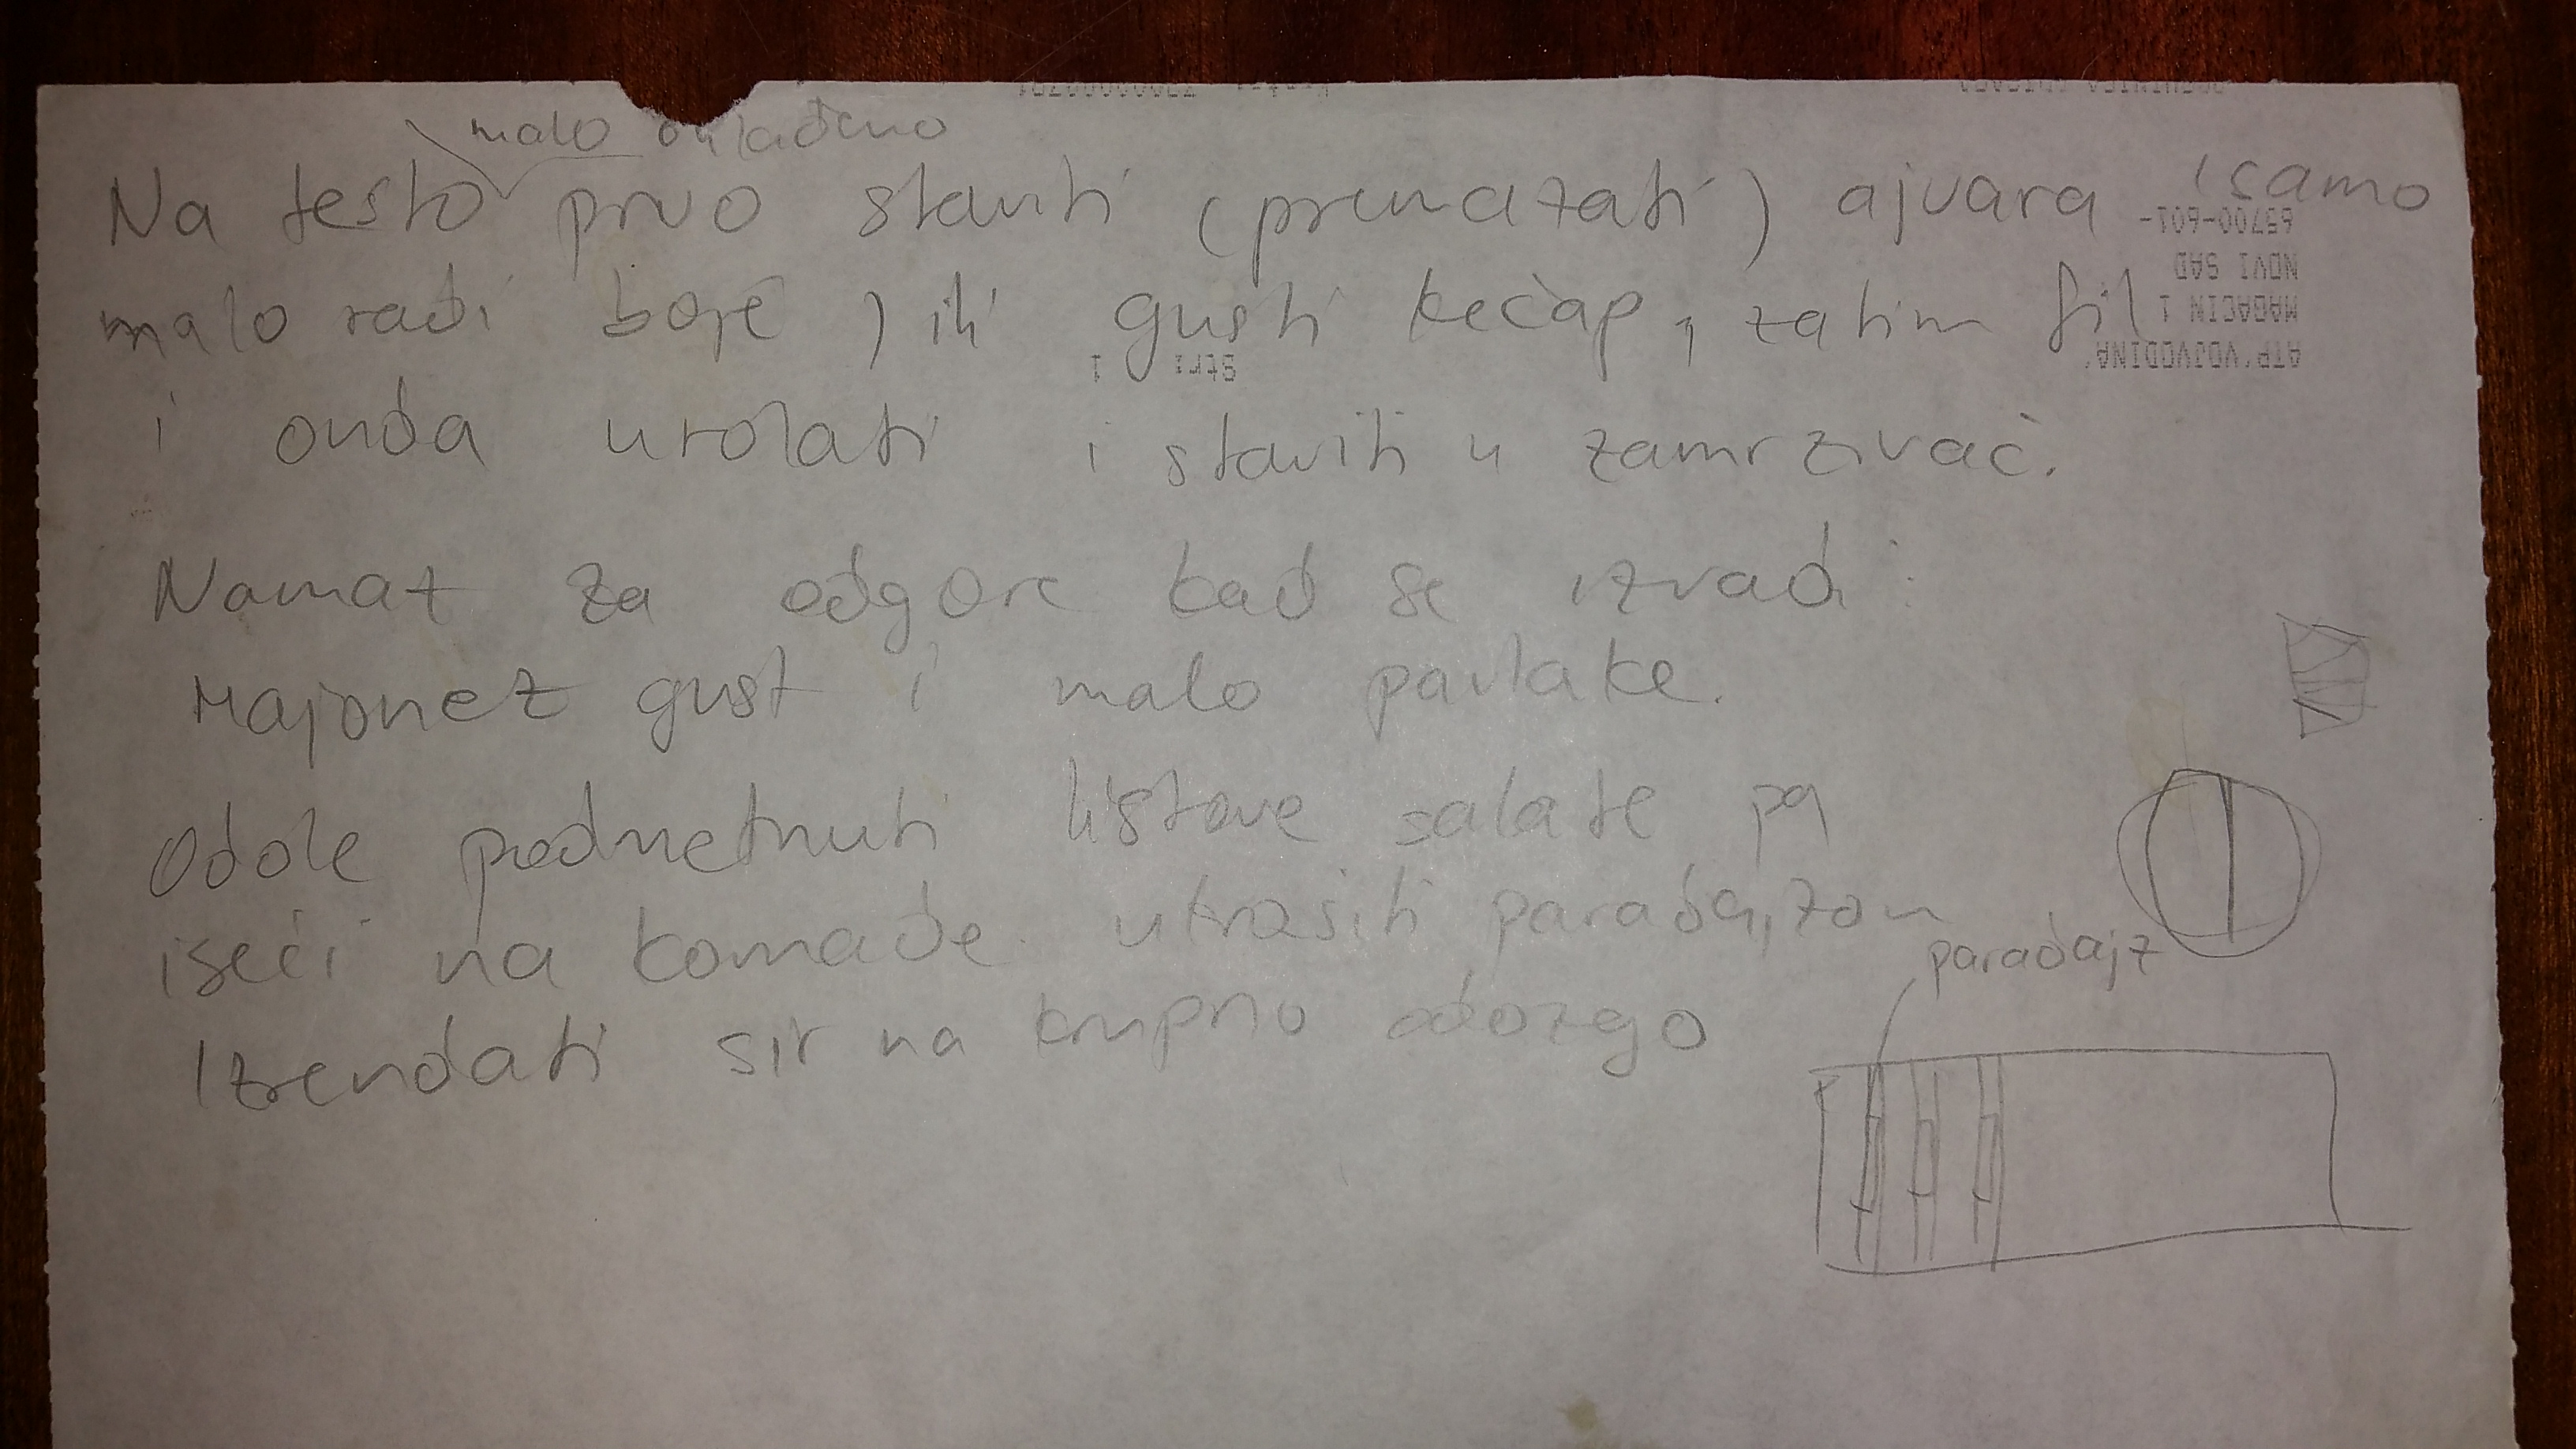 malo ohlađeno
Na testo prvo staviti (premazati) ajvara (samo
malo radi boje) ili gusti kečap, zatim fil
i onda urolati i staviti u zamrzivač.
Namaz za odgore kad se izvadi:
Majonez gust i malo pavlake.
Odole podmetnuti listove salate pa
iseći na komade. ukrasiti paradajzom
paradajz
Izrendati sir na krupno odozgo
65700-601-
NOVI SAD
MAGACIN 1
ATP'VOJVODINA'
Str: 1